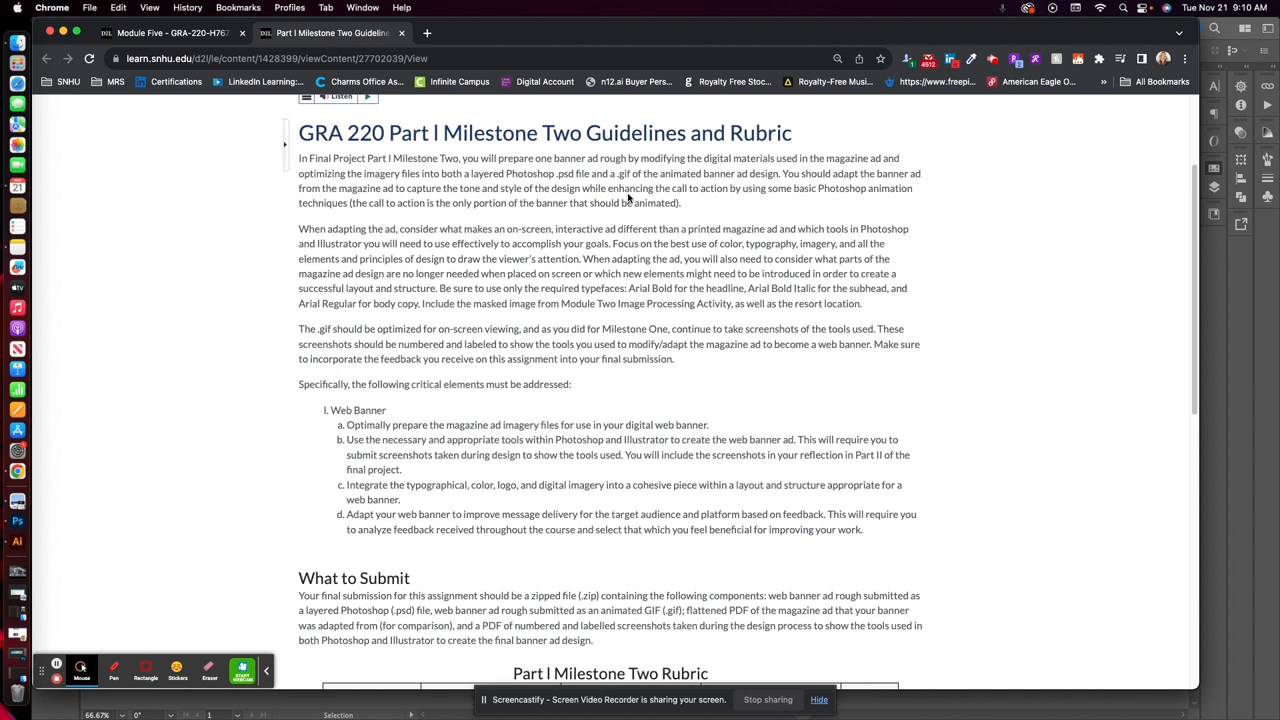 Chrome File Edit View History Bookmarks Profiles Tab Window Help Tue Nov 21 9:10 AM
Module Five - GRA-220-H767 Part I Milestone Two Guideline
learn.snhu.edu/d2l/le/content/1428399/viewContent/27702039/View
4512
SNHU MRS Certifications LinkedIn Learning:... Charms Office As... Infinite Campus Digital Account n12.ai Buyer Pers... Royalty Free Stoc... Royalty-Free Musi... https://www.freepi... American Eagle O... » All Bookmarks
Listen
GRA 220 Part I Milestone Two Guidelines and Rubric
In Final Project Part I Milestone Two, you will prepare one banner ad rough by modifying the digital materials used in the magazine ad and
optimizing the imagery files into both a layered Photoshop .psd file and a .gif of the animated banner ad design. You should adapt the banner ad
from the magazine ad to capture the tone and style of the design while enhancing the call to action by using some basic Photoshop animation
techniques (the call to action is the only portion of the banner that should be animated).
When adapting the ad, consider what makes an on-screen, interactive ad different than a printed magazine ad and which tools in Photoshop
and Illustrator you will need to use effectively to accomplish your goals. Focus on the best use of color, typography, imagery, and all the
elements and principles of design to draw the viewer's attention. When adapting the ad, you will also need to consider what parts of the
magazine ad design are no longer needed when placed on screen or which new elements might need to be introduced in order to create a
successful layout and structure. Be sure to use only the required typefaces: Arial Bold for the headline, Arial Bold Italic for the subhead, and
Arial Regular for body copy. Include the masked image from Module Two Image Processing Activity, as well as the resort location.
The .gif should be optimized for on-screen viewing, and as you did for Milestone One, continue to take screenshots of the tools used. These
screenshots should be numbered and labeled to show the tools you used to modify/adapt the magazine ad to become a web banner. Make sure
to incorporate the feedback you receive on this assignment into your final submission.
Specifically, the following critical elements must be addressed:
I. Web Banner
a. Optimally prepare the magazine ad imagery files for use in your digital web banner.
b. Use the necessary and appropriate tools within Photoshop and Illustrator to create the web banner ad. This will require you to
submit screenshots taken during design to show the tools used. You will include the screenshots in your reflection in Part II of the
final project.
c. Integrate the typographical, color, logo, and digital imagery into a cohesive piece within a layout and structure appropriate for a
web banner.
d. Adapt your web banner to improve message delivery for the target audience and platform based on feedback. This will require you
to analyze feedback received throughout the course and select that which you feel beneficial for improving your work.
What to Submit
Your final submission for this assignment should be a zipped file (.zip) containing the following components: web banner ad rough submitted as
a layered Photoshop (.psd) file, web banner ad rough submitted as an animated GIF (.gif); flattened PDF of the magazine ad that your banner
was adapted from (for comparison), and a PDF of numbered and labelled screenshots taken during the design process to show the tools used in
both Photoshop and Illustrator to create the final banner ad design.
Part I Milestone Two Rubric
Mouse Pen Rectangle Stickers Eraser START WEBCAM
Screencastify - Screen Video Recorder is sharing your screen. Stop sharing Hide
66.67% 0° 1 Selection